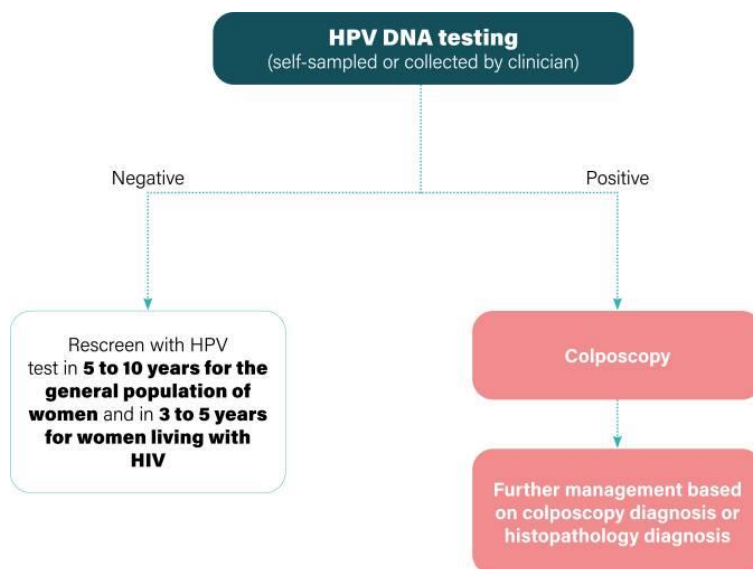 HPV DNA testing
(self-sampled or collected by clinician)
Negative
Positive
Rescreen with HPV
test in 5 to 10 years for the
general population of
women and in 3 to 5 years
for women living with
HIV
Colposcopy
Further management based
on colposcopy diagnosis or
histopathology diagnosis